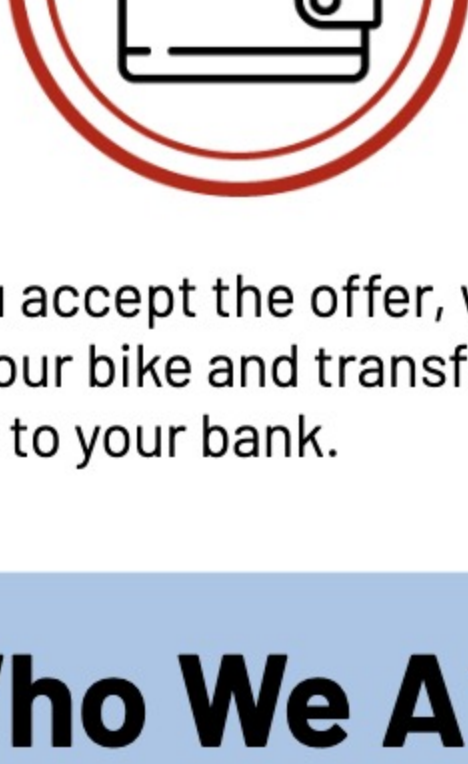 accept the offer,
our bike and transf
to your bank.
ho We A